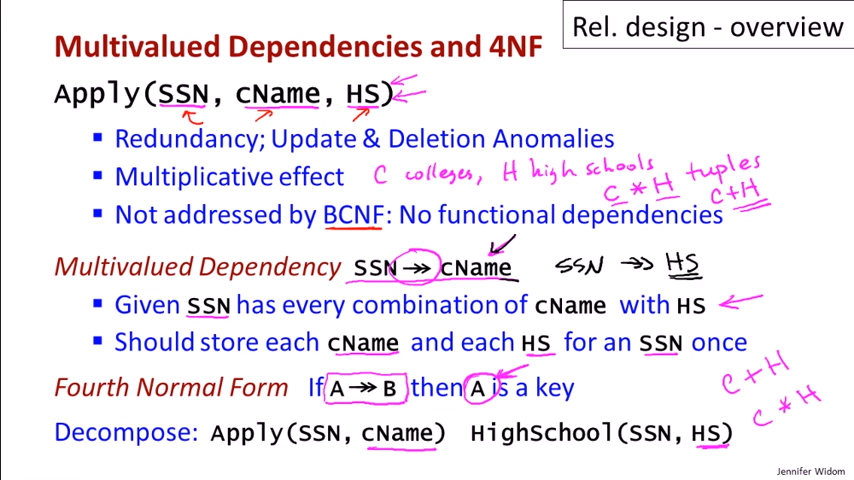 Rel. design - overview
Multivalued Dependencies and 4NF
Apply(SSN, cName, HS)
▪ Redundancy; Update & Deletion Anomalies
▪ Multiplicative effect C colleges, H high schools tuples
C * H C+H
▪ Not addressed by BCNF: No functional dependencies
Multivalued Dependency SSN ↠ cName SSN ↠ HS
▪ Given SSN has every combination of cName with HS
▪ Should store each cName and each HS for an SSN once
Fourth Normal Form If A ↠ B then A is a key
C + H
C * H
Decompose: Apply(SSN, cName) HighSchool(SSN, HS)
Jennifer Widom